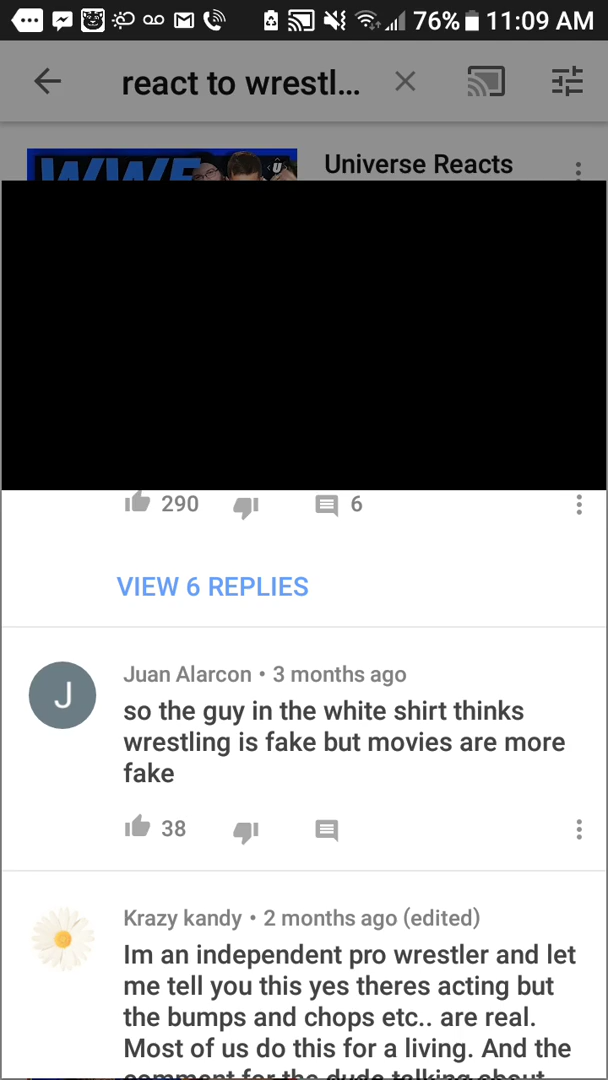 76% 11:09 AM
react to wrestl...
WWE
Universe Reacts
290 6
VIEW 6 REPLIES
Juan Alarcon • 3 months ago
J
so the guy in the white shirt thinks
wrestling is fake but movies are more
fake
38
Krazy kandy • 2 months ago (edited)
Im an independent pro wrestler and let
me tell you this yes theres acting but
the bumps and chops etc.. are real.
Most of us do this for a living. And the
comment for the dude talking about